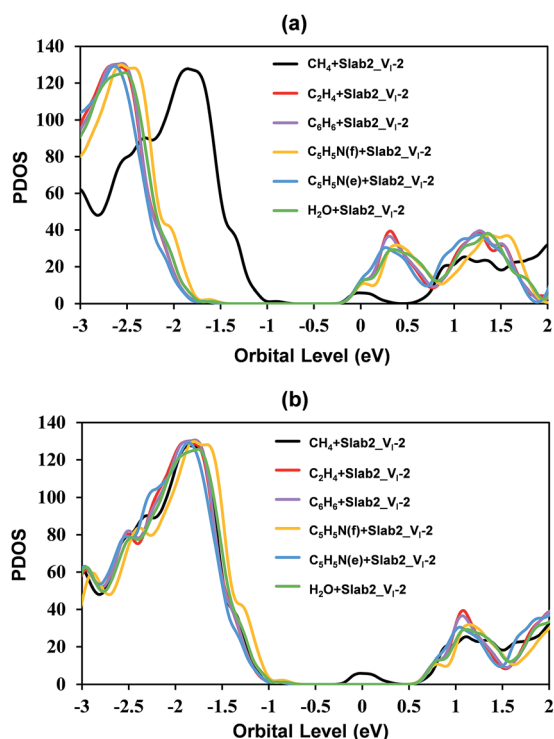 (a)
PDOS
140
120
100
80
60
40
20
0
CH₄+Slab2_Vᵢ-2
C₂H₄+Slab2_Vᵢ-2
C₆H₆+Slab2_Vᵢ-2
C₅H₅N(f)+Slab2_Vᵢ-2
C₅H₅N(e)+Slab2_Vᵢ-2
H₂O+Slab2_Vᵢ-2
-3 -2.5 -2 -1.5 -1 -0.5 0 0.5 1 1.5 2
Orbital Level (eV)
(b)
PDOS
140
120
100
80
60
40
20
0
CH₄+Slab2_Vᵢ-2
C₂H₄+Slab2_Vᵢ-2
C₆H₆+Slab2_Vᵢ-2
C₅H₅N(f)+Slab2_Vᵢ-2
C₅H₅N(e)+Slab2_Vᵢ-2
H₂O+Slab2_Vᵢ-2
-3 -2.5 -2 -1.5 -1 -0.5 0 0.5 1 1.5 2
Orbital Level (eV)